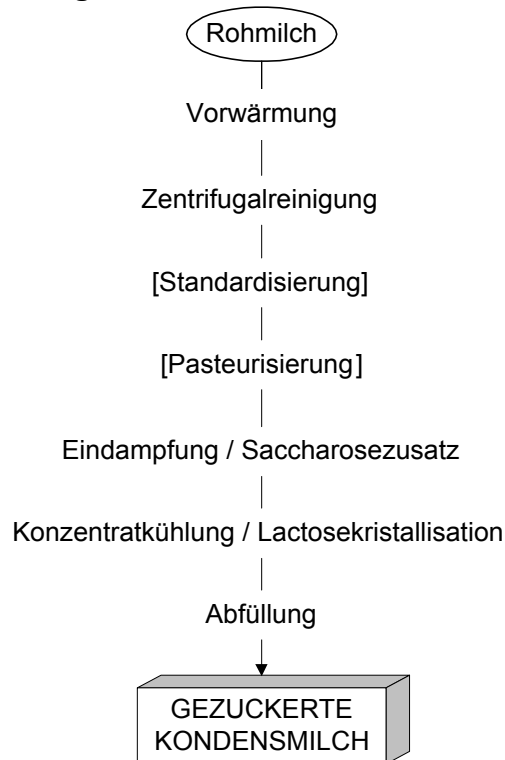 Rohmilch
Vorwärmung
Zentrifugalreinigung
[Standardisierung]
[Pasteurisierung]
Eindampfung / Saccharosezusatz
Konzentratkühlung / Lactosekristallisation
Abfüllung
GEZUCKERTE
KONDENSMILCH